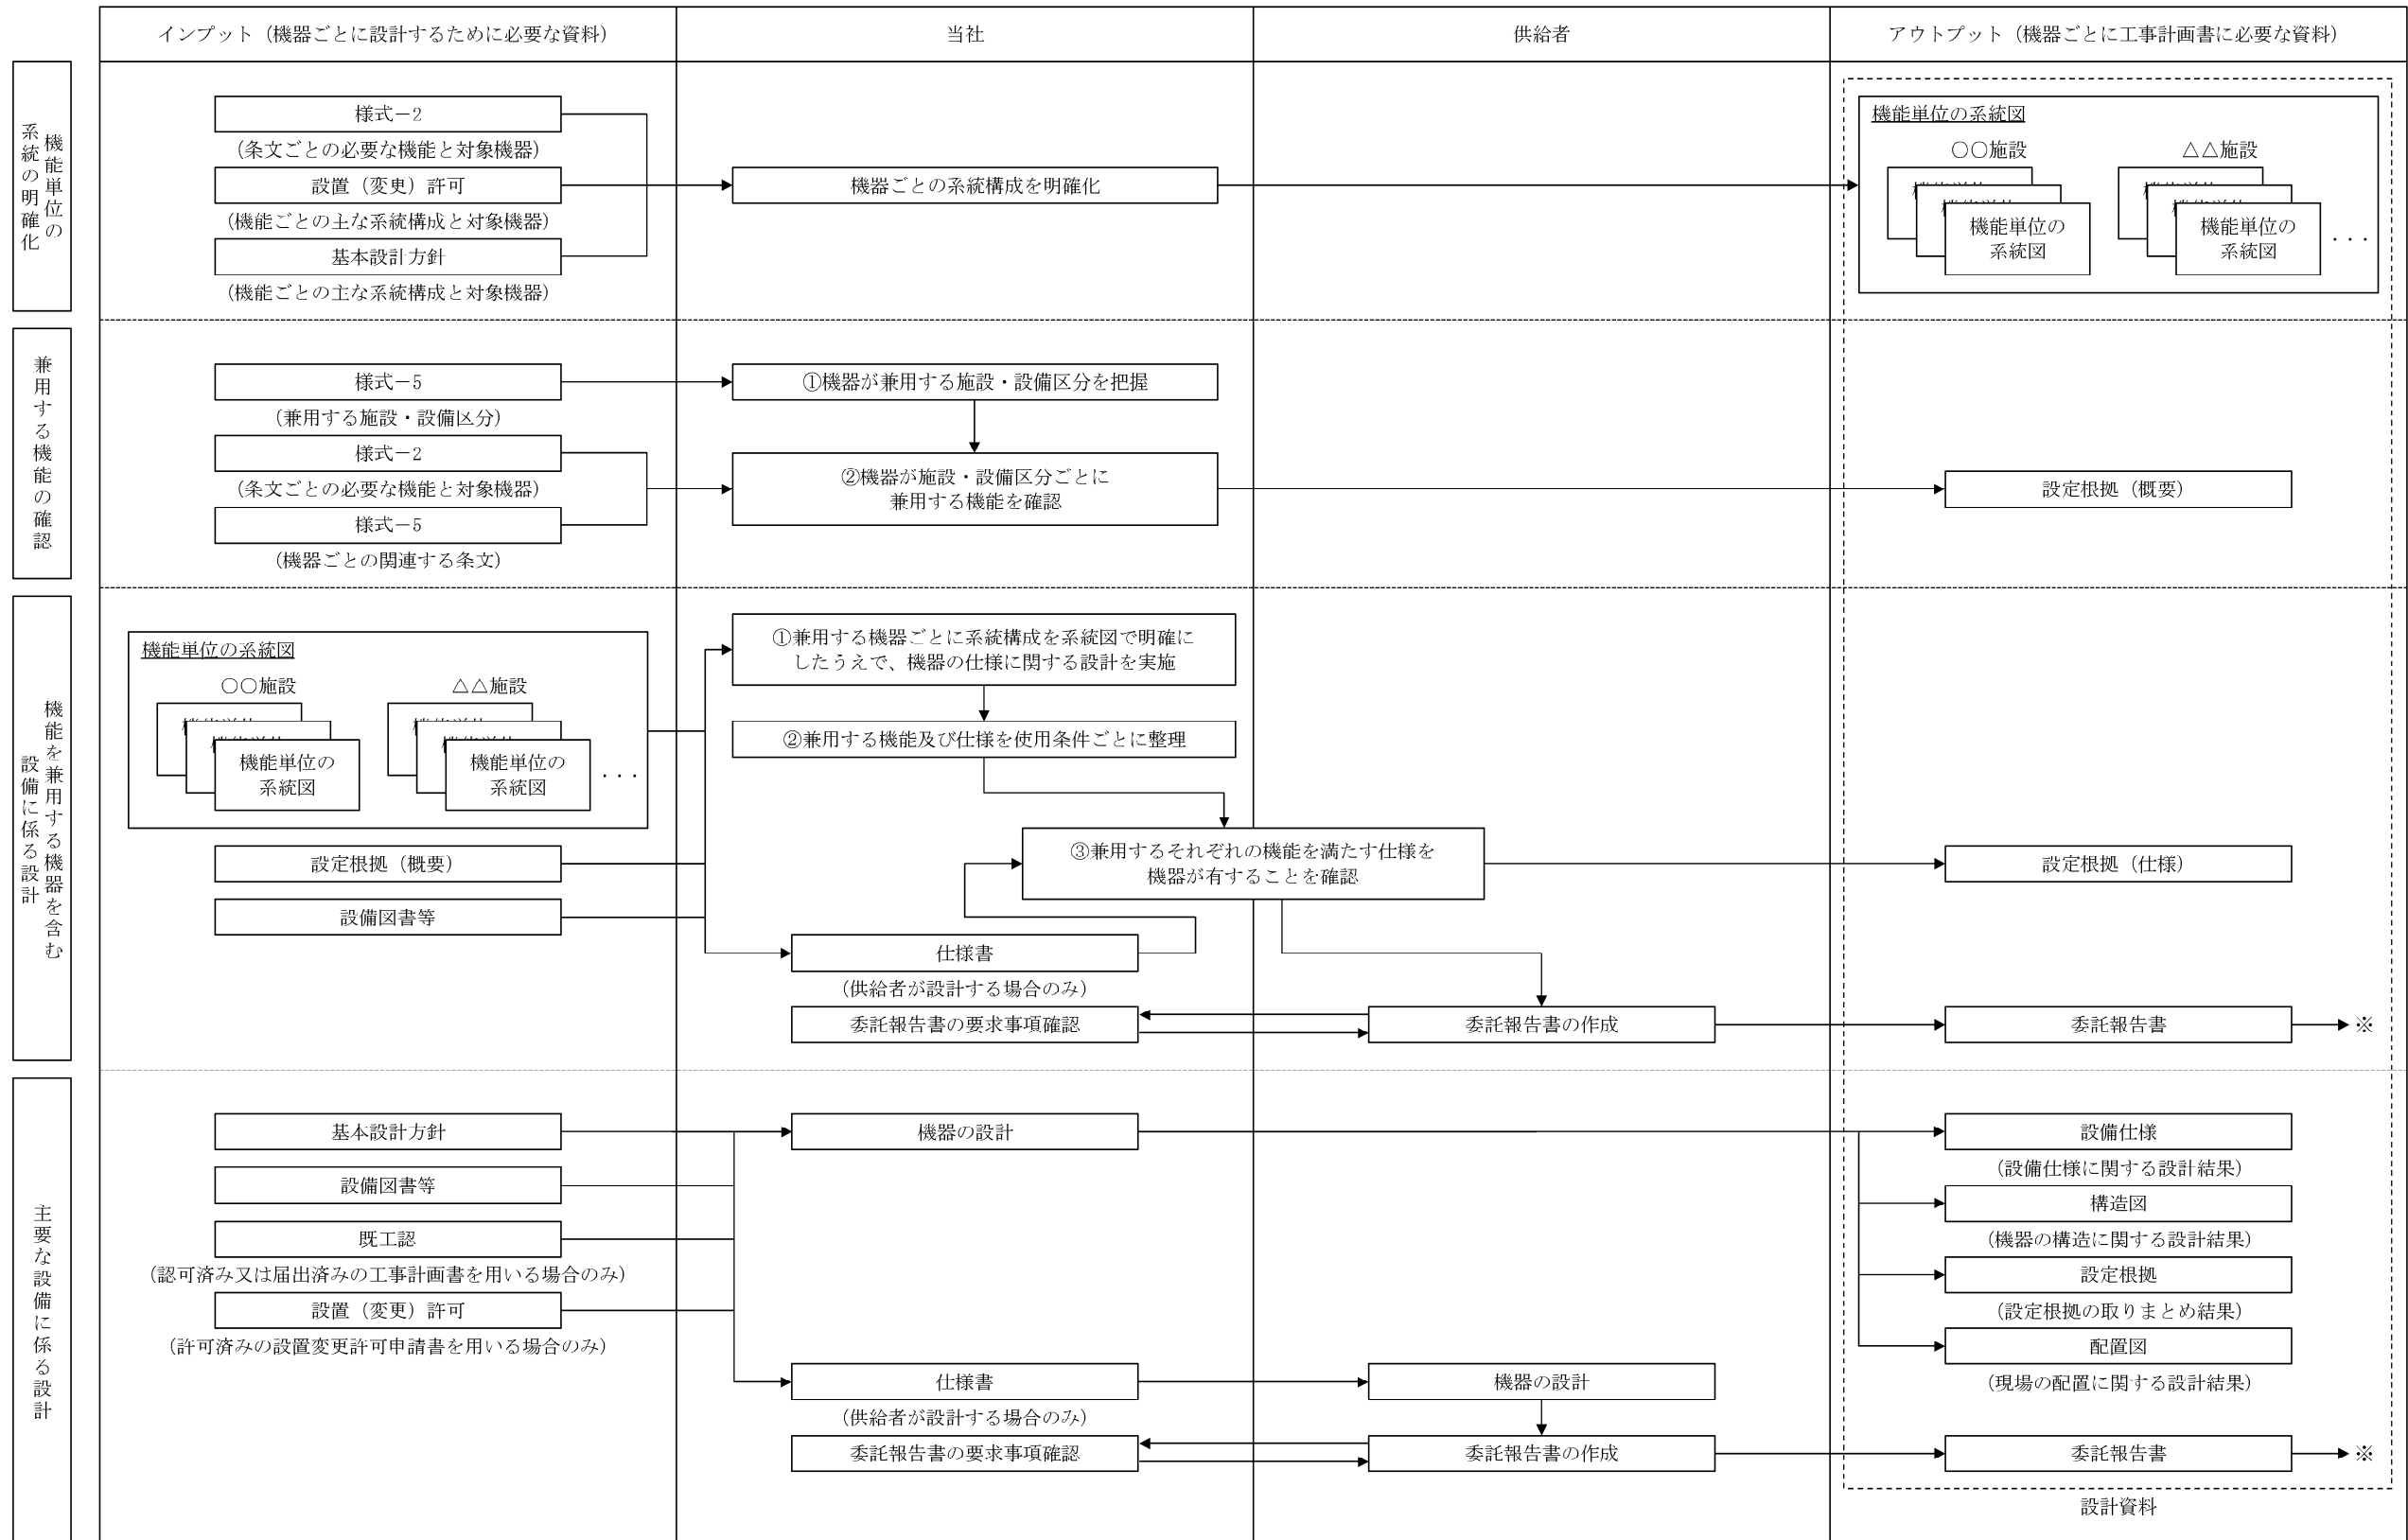 インプット（機器ごとに設計するために必要な資料）
当社
供給者
アウトプット（機器ごとに工事計画書に必要な資料）
機能単位の
系統の明確化
様式－2
（条文ごとの必要な機能と対象機器）
設置（変更）許可
（機能ごとの主な系統構成と対象機器）
基本設計方針
（機能ごとの主な系統構成と対象機器）
機器ごとの系統構成を明確化
機能単位の系統図
○○施設
△△施設
機能単位の
系統図
機能単位の
系統図
・・・
兼用する機能の確認
様式－5
（兼用する施設・設備区分）
様式－2
（条文ごとの必要な機能と対象機器）
様式－5
（機器ごとの関連する条文）
①機器が兼用する施設・設備区分を把握
②機器が施設・設備区分ごとに
兼用する機能を確認
設定根拠（概要）
機能を兼用する機器を含む
設備に係る設計
機能単位の系統図
○○施設
△△施設
機能単位の
系統図
機能単位の
系統図
・・・
設定根拠（概要）
設備図書等
①兼用する機器ごとに系統構成を系統図で明確に
したうえで、機器の仕様に関する設計を実施
②兼用する機能及び仕様を使用条件ごとに整理
③兼用するそれぞれの機能を満たす仕様を
機器が有することを確認
仕様書
（供給者が設計する場合のみ）
委託報告書の要求事項確認
委託報告書の作成
設定根拠（仕様）
委託報告書
※
主要な設備に係る設計
基本設計方針
設備図書等
既工認
（認可済み又は届出済みの工事計画書を用いる場合のみ）
設置（変更）許可
（許可済みの設置変更許可申請書を用いる場合のみ）
機器の設計
仕様書
（供給者が設計する場合のみ）
委託報告書の要求事項確認
機器の設計
委託報告書の作成
設備仕様
（設備仕様に関する設計結果）
構造図
（機器の構造に関する設計結果）
設定根拠
（設定根拠の取りまとめ結果）
配置図
（現場の配置に関する設計結果）
委託報告書
※
設計資料